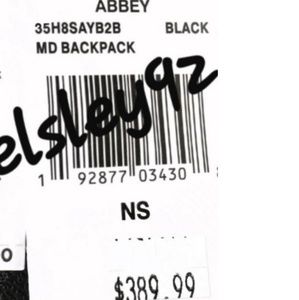 ABBEY
35H8SAYB2B BLACK
MD BACKPACK
elsley92
1 92877 03430
NS
$389.99